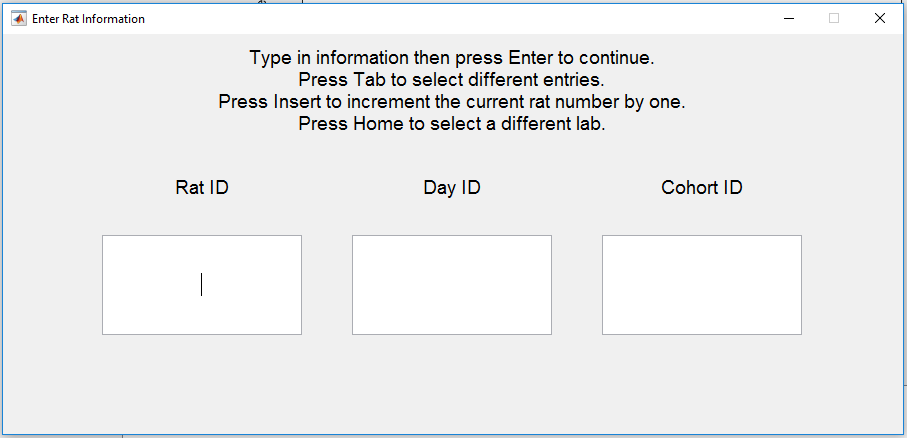 Enter Rat Information
Type in information then press Enter to continue.
Press Tab to select different entries.
Press Insert to increment the current rat number by one.
Press Home to select a different lab.
Rat ID Day ID Cohort ID